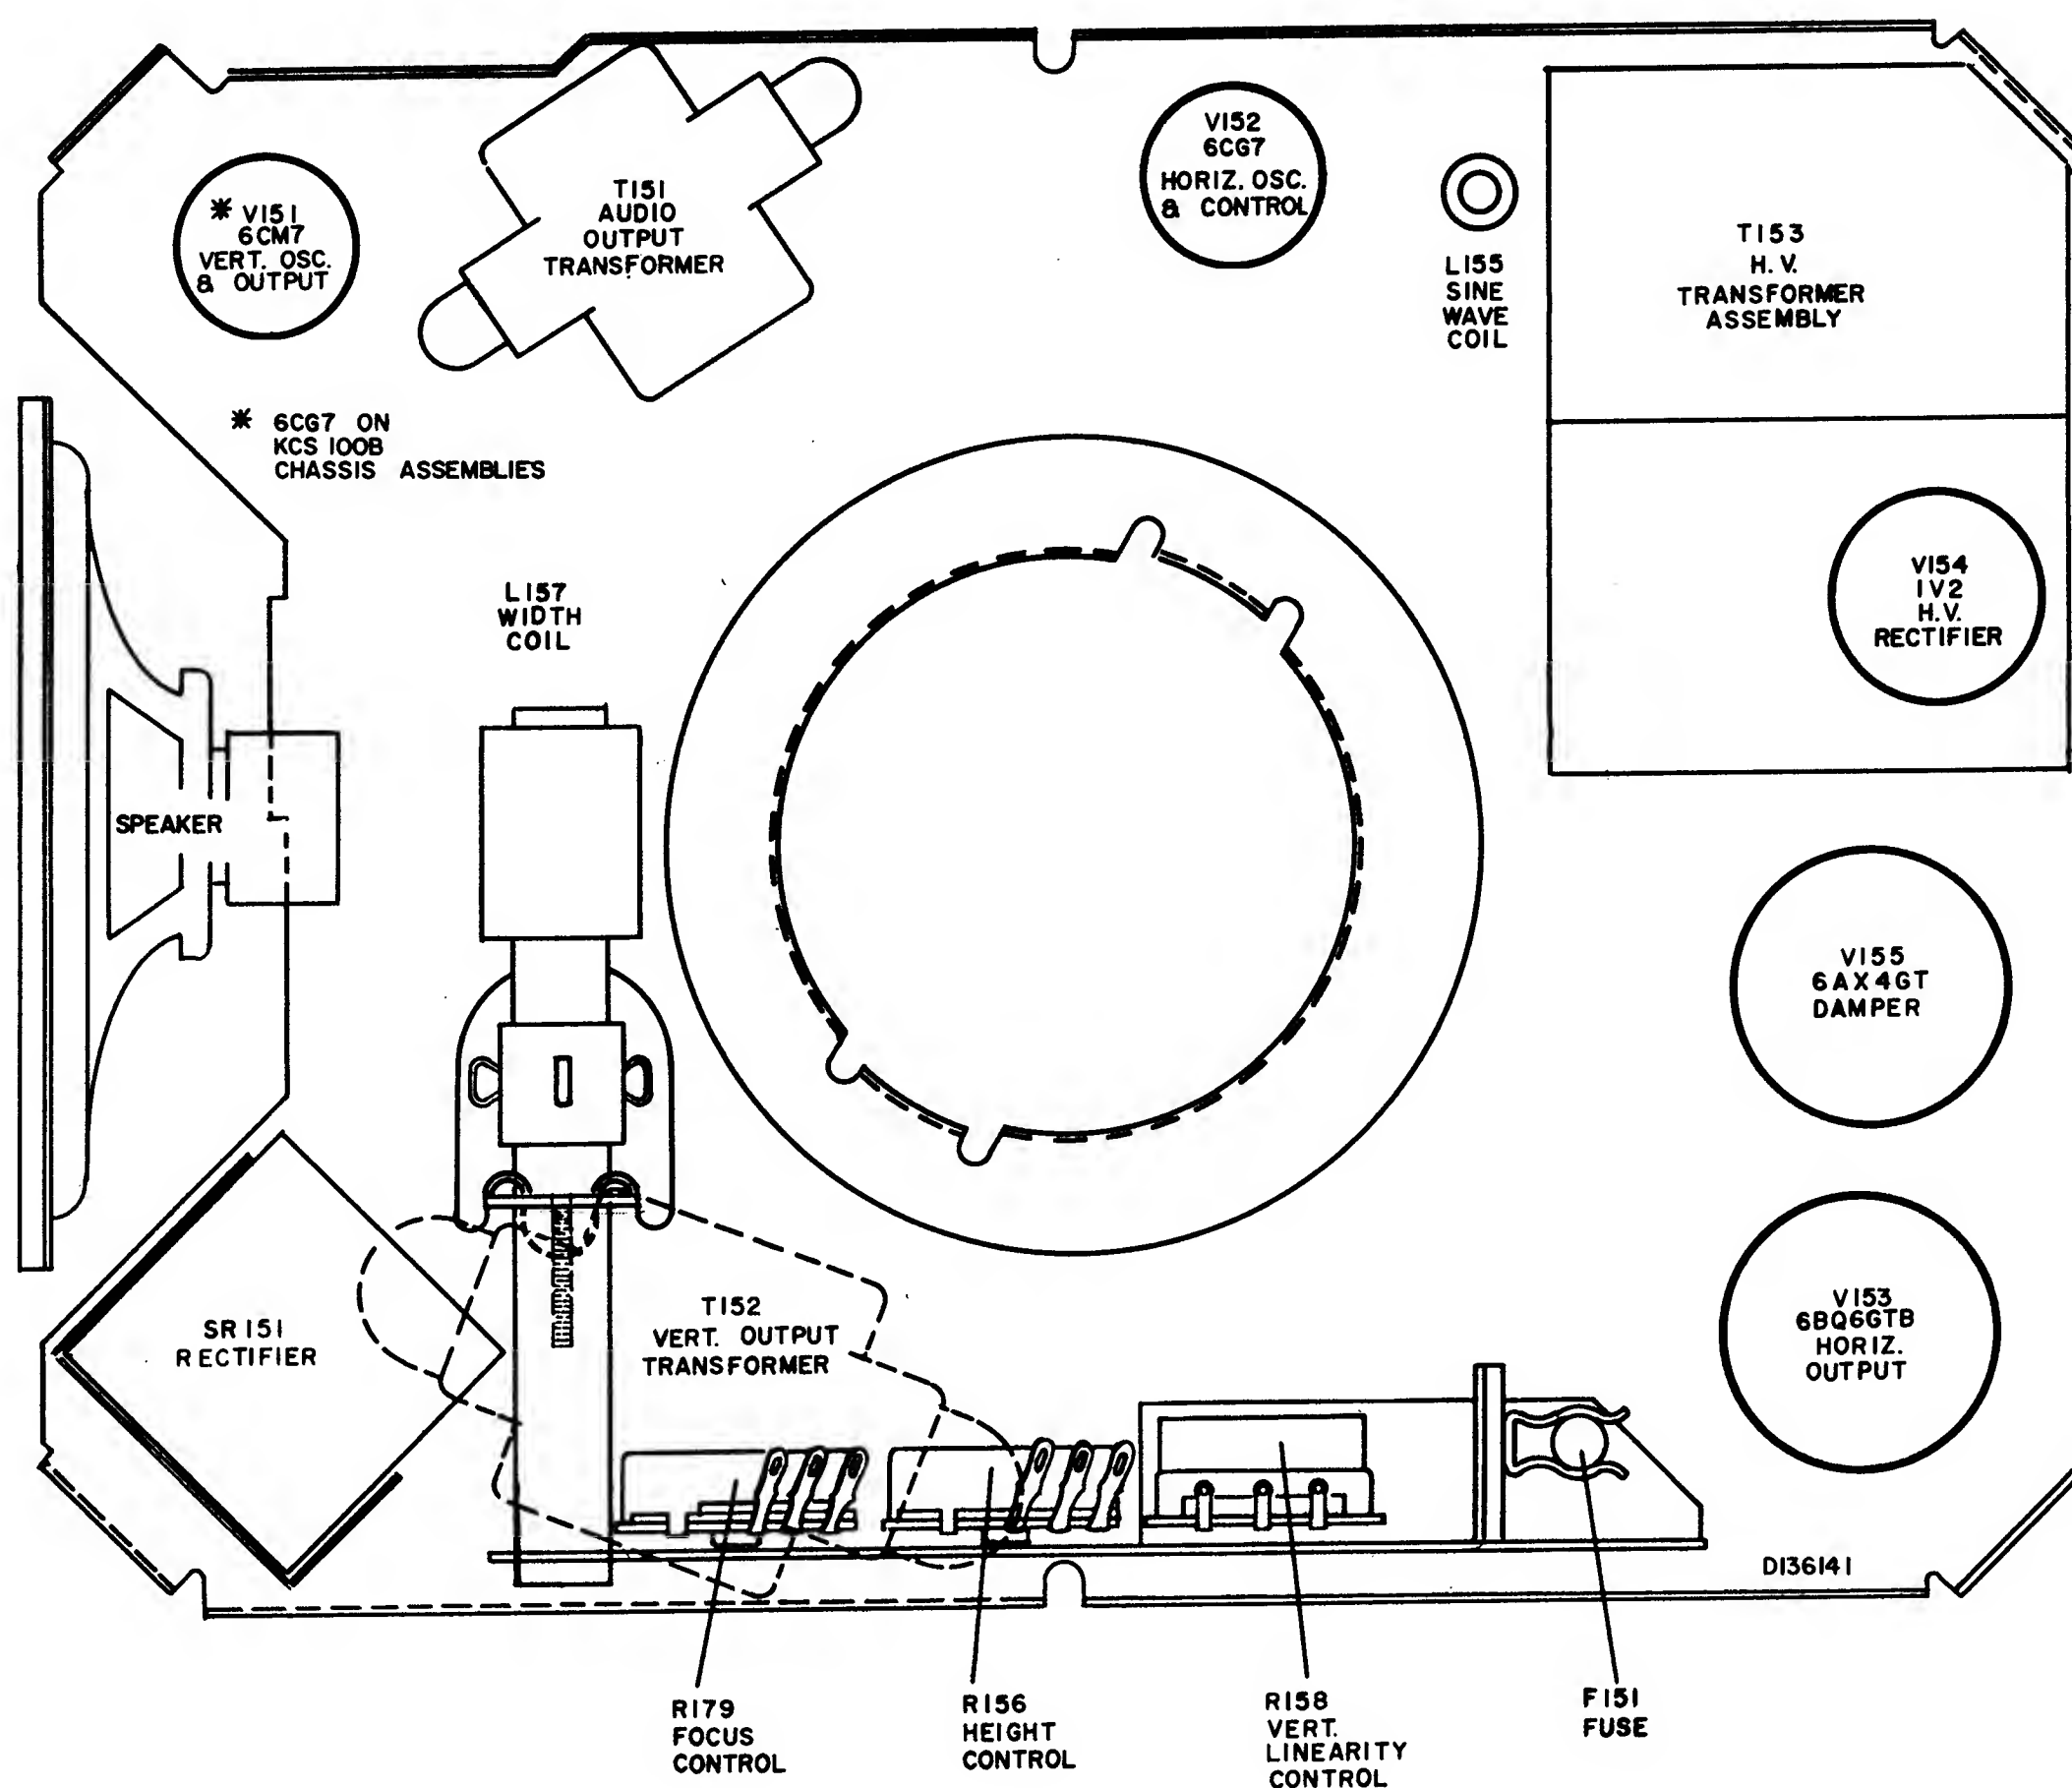 V152
6CG7
HORIZ. OSC.
& CONTROL
* V151
6CM7
VERT. OSC.
& OUTPUT
T151
AUDIO
OUTPUT
TRANSFORMER
L155
SINE
WAVE
COIL
T153
H. V.
TRANSFORMER
ASSEMBLY
* 6CG7 ON
KCS 100B
CHASSIS ASSEMBLIES
L157
WIDTH
COIL
V154
1V2
H.V.
RECTIFIER
SPEAKER
V155
6AX4GT
DAMPER
SR151
RECTIFIER
T152
VERT. OUTPUT
TRANSFORMER
V153
6BQ6GTB
HORIZ.
OUTPUT
D136141
R179
FOCUS
CONTROL
R156
HEIGHT
CONTROL
R158
VERT.
LINEARITY
CONTROL
F151
FUSE